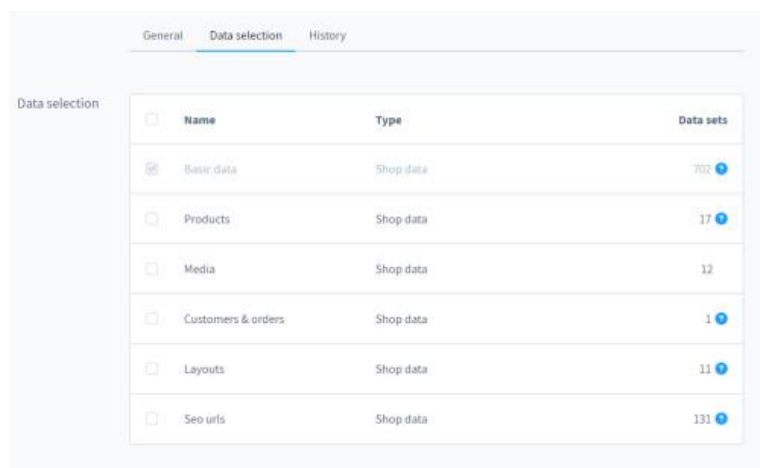 General Data selection History
Data selection
Name Type Data sets
Basic data Shop data 702 ?
Products Shop data 17 ?
Media Shop data 12
Customers & orders Shop data 1 ?
Layouts Shop data 11 ?
Seo urls Shop data 131 ?